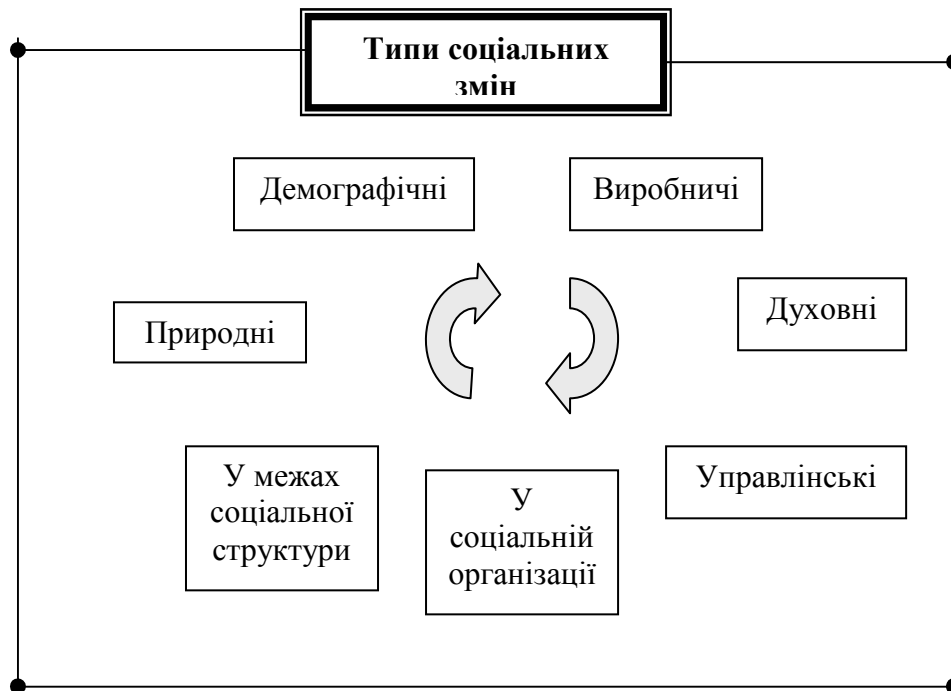 Типи соціальних
змін
Демографічні
Виробничі
Природні
Духовні
У межах
соціальної
структури
У
соціальній
організації
Управлінські